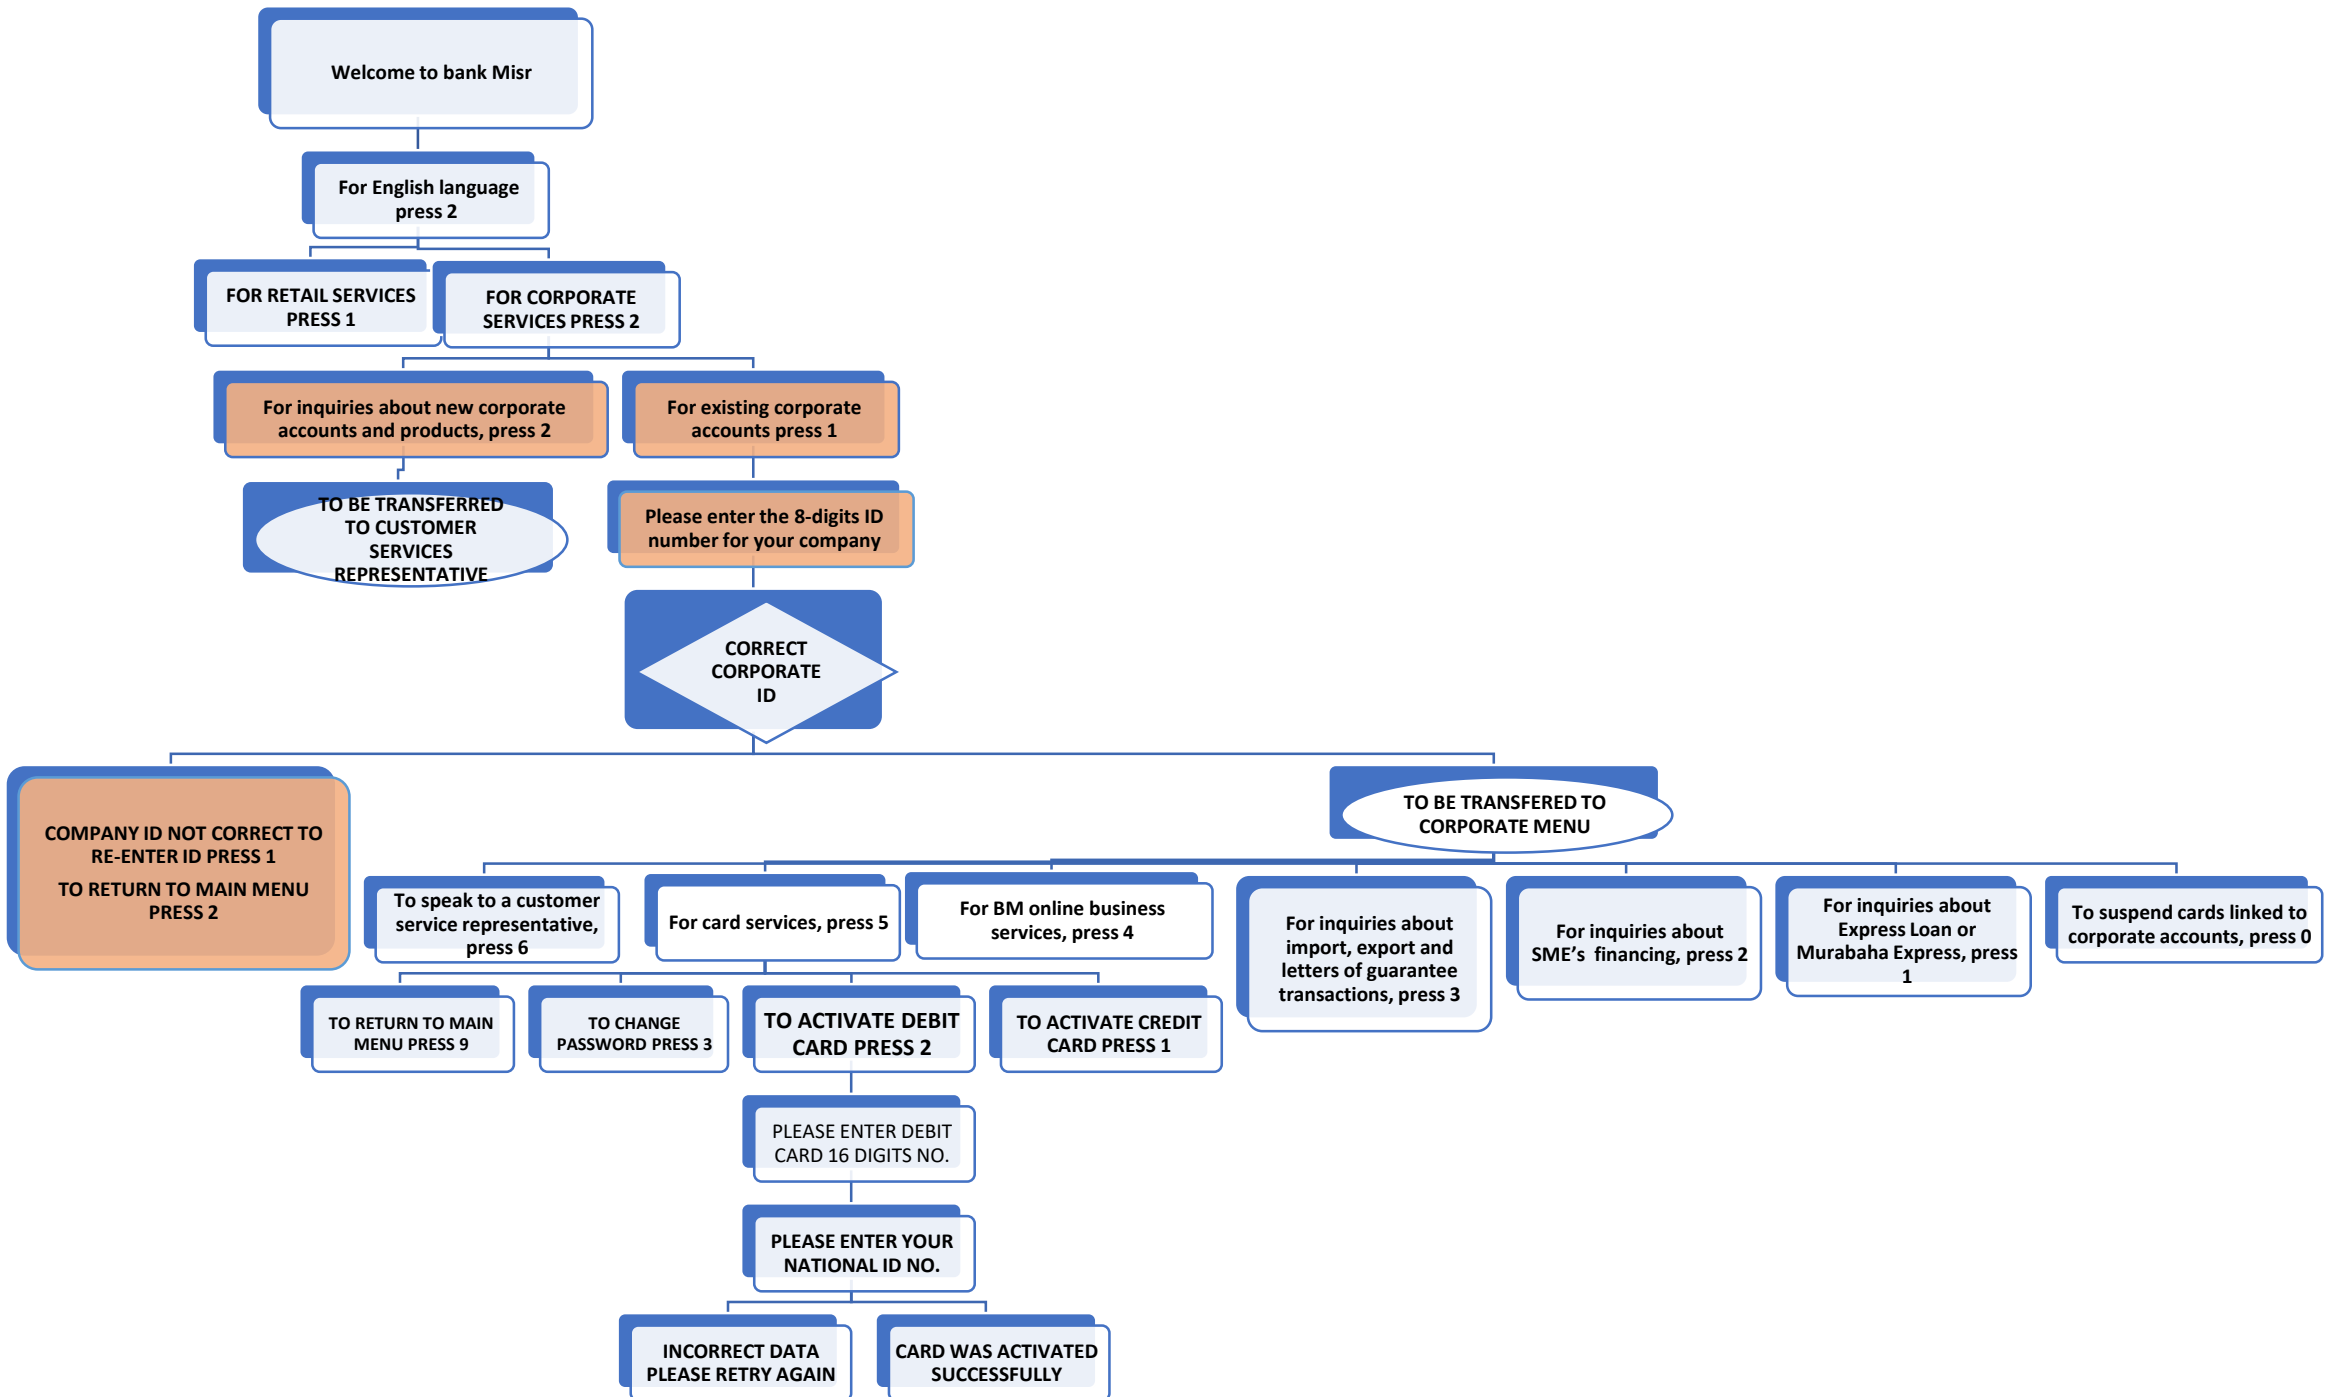 Welcome to bank Misr
For English language
press 2
FOR RETAIL SERVICES
PRESS 1
FOR CORPORATE
SERVICES PRESS 2
For inquiries about new corporate
accounts and products, press 2
For existing corporate
accounts press 1
TO BE TRANSFERRED
TO CUSTOMER
SERVICES
REPRESENTATIVE
Please enter the 8-digits ID
number for your company
CORRECT
CORPORATE
ID
COMPANY ID NOT CORRECT TO
RE-ENTER ID PRESS 1
TO RETURN TO MAIN MENU
PRESS 2
TO BE TRANSFERED TO
CORPORATE MENU
To speak to a customer
service representative,
press 6
For card services, press 5
For BM online business
services, press 4
For inquiries about
import, export and
letters of guarantee
transactions, press 3
For inquiries about
SME's  financing, press 2
For inquiries about
Express Loan or
Murabaha Express, press
1
To suspend cards linked to
corporate accounts, press 0
TO RETURN TO MAIN
MENU PRESS 9
TO CHANGE
PASSWORD PRESS 3
TO ACTIVATE DEBIT
CARD PRESS 2
TO ACTIVATE CREDIT
CARD PRESS 1
PLEASE ENTER DEBIT
CARD 16 DIGITS NO.
PLEASE ENTER YOUR
NATIONAL ID NO.
INCORRECT DATA
PLEASE RETRY AGAIN
CARD WAS ACTIVATED
SUCCESSFULLY